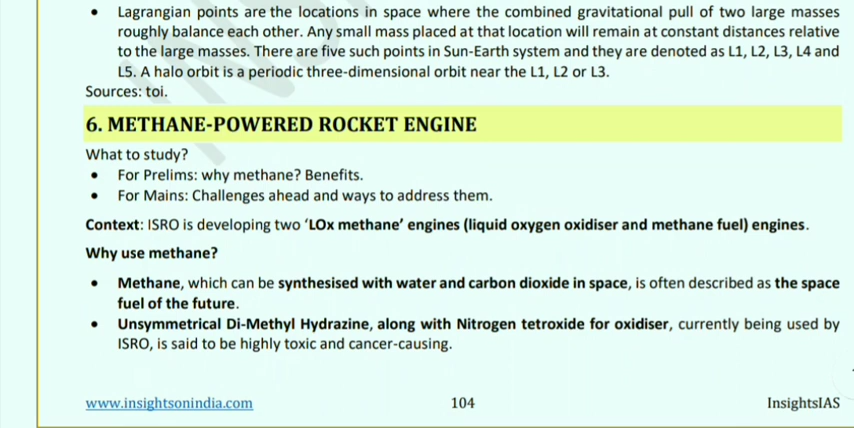 • Lagrangian points are the locations in space where the combined gravitational pull of two large masses
roughly balance each other. Any small mass placed at that location will remain at constant distances relative
to the large masses. There are five such points in Sun-Earth system and they are denoted as L1, L2, L3, L4 and
L5. A halo orbit is a periodic three-dimensional orbit near the L1, L2 or L3.
Sources: toi.
6. METHANE-POWERED ROCKET ENGINE
What to study?
• For Prelims: why methane? Benefits.
• For Mains: Challenges ahead and ways to address them.
Context: ISRO is developing two ‘LOx methane’ engines (liquid oxygen oxidiser and methane fuel) engines.
Why use methane?
• Methane, which can be synthesised with water and carbon dioxide in space, is often described as the space
fuel of the future.
• Unsymmetrical Di-Methyl Hydrazine, along with Nitrogen tetroxide for oxidiser, currently being used by
ISRO, is said to be highly toxic and cancer-causing.
www.insightsonindia.com 104 InsightsIAS